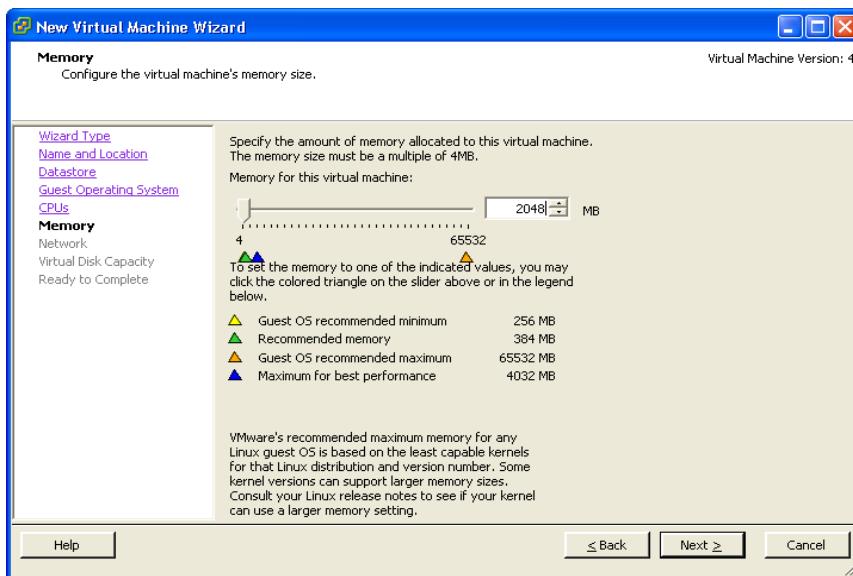 New Virtual Machine Wizard
Memory
Configure the virtual machine's memory size.
Virtual Machine Version: 4
Wizard Type
Name and Location
Datastore
Guest Operating System
CPUs
Memory
Network
Virtual Disk Capacity
Ready to Complete
Specify the amount of memory allocated to this virtual machine.
The memory size must be a multiple of 4MB.
Memory for this virtual machine:
2048 MB
4 65532
To set the memory to one of the indicated values, you may
click the colored triangle on the slider above or in the legend
below.
Guest OS recommended minimum 256 MB
Recommended memory 384 MB
Guest OS recommended maximum 65532 MB
Maximum for best performance 4032 MB
VMware's recommended maximum memory for any
Linux guest OS is based on the least capable kernels
for that Linux distribution and version number. Some
kernel versions can support larger memory sizes.
Consult your Linux release notes to see if your kernel
can use a larger memory setting.
Help < Back Next > Cancel